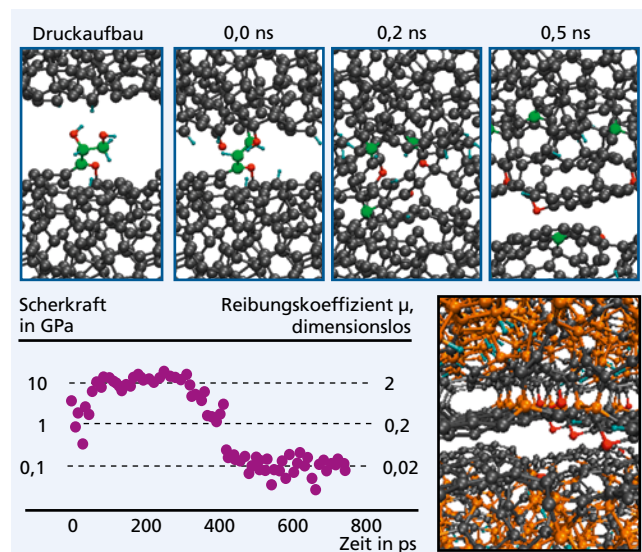 Druckaufbau
0,0 ns
0,2 ns
0,5 ns
Scherkraft
in GPa
Reibungskoeffizient µ,
dimensionslos
10
2
1
0,2
0,1
0,02
0
200
400
600
800
Zeit in ps